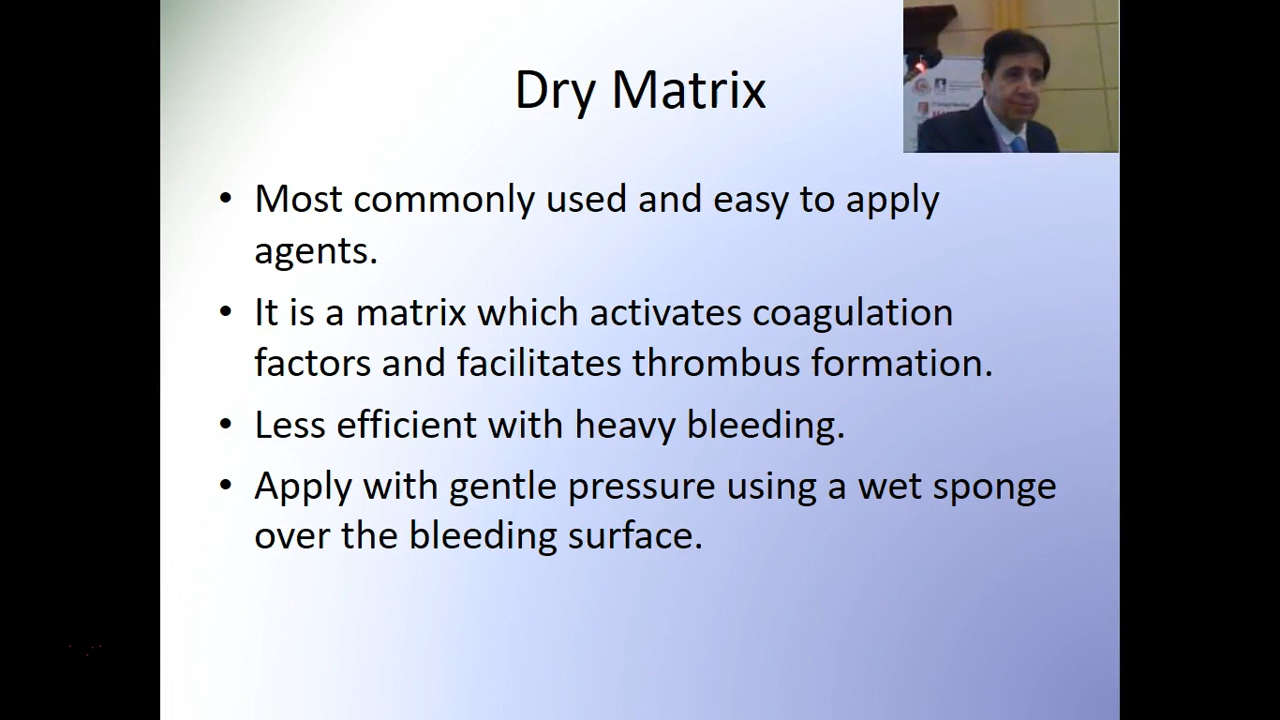 Dry Matrix
• Most commonly used and easy to apply
agents.
• It is a matrix which activates coagulation
factors and facilitates thrombus formation.
• Less efficient with heavy bleeding.
• Apply with gentle pressure using a wet sponge
over the bleeding surface.